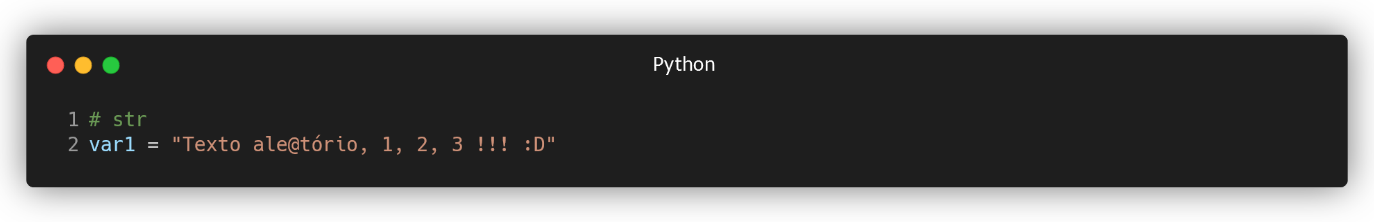 Python
1 # str
2 var1 = "Texto ale@tório, 1, 2, 3 !!! :D"